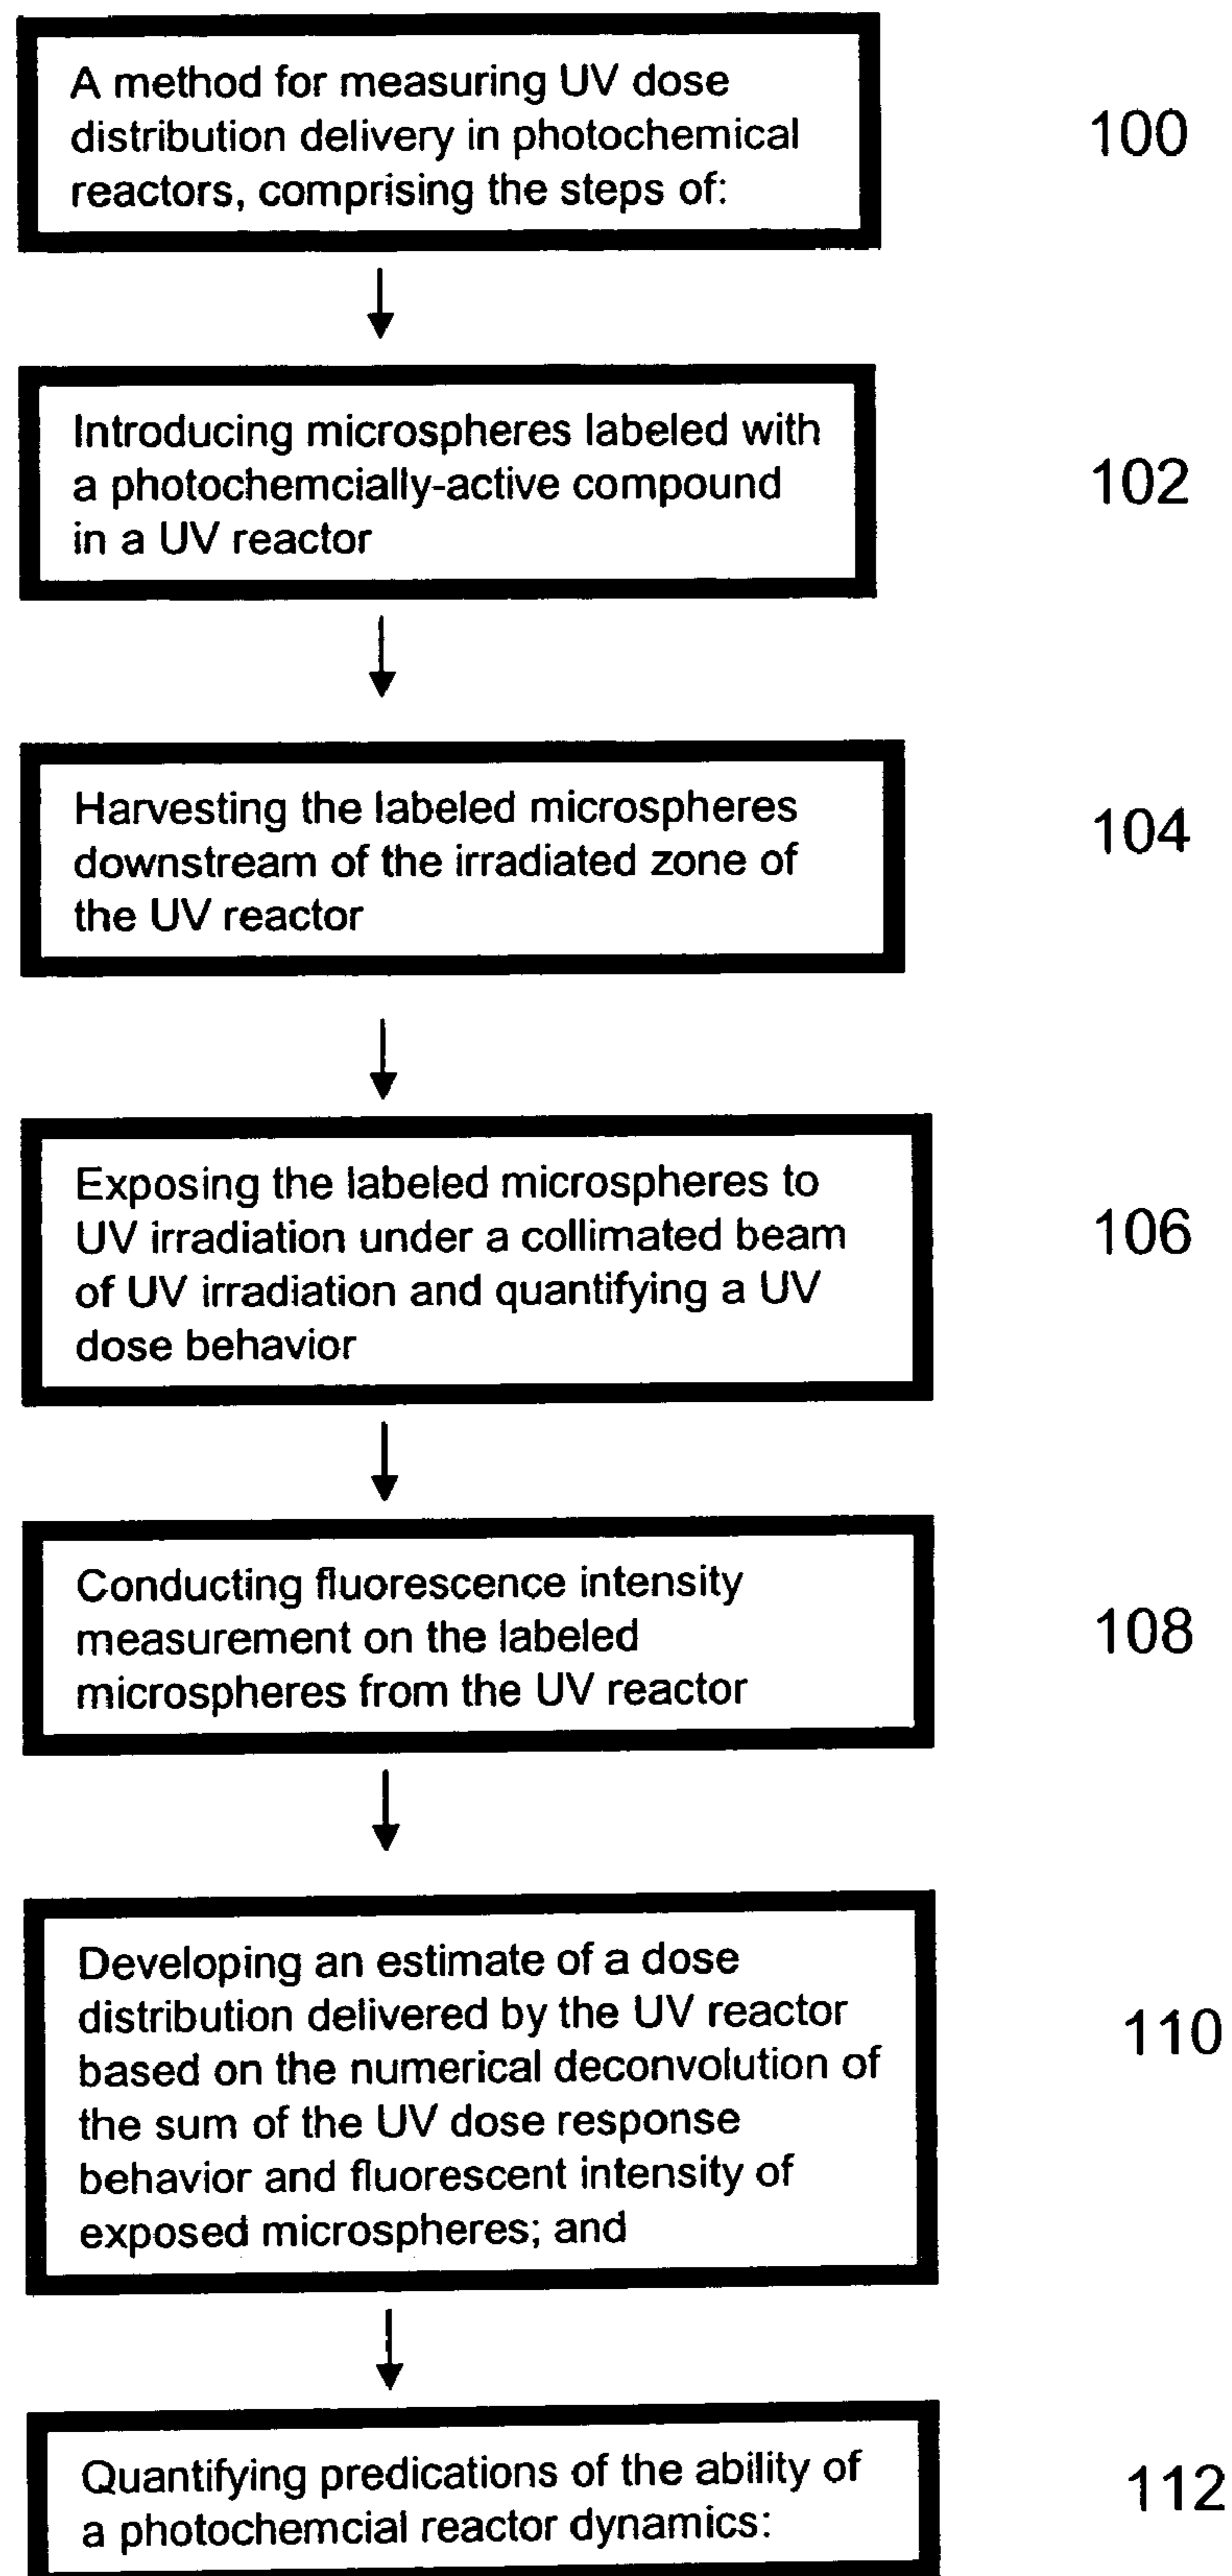 A method for measuring UV dose
distribution delivery in photochemical
reactors, comprising the steps of:
100
Introducing microspheres labeled with
a photochemcially-active compound
in a UV reactor
102
Harvesting the labeled microspheres
downstream of the irradiated zone of
the UV reactor
104
Exposing the labeled microspheres to
UV irradiation under a collimated beam
of UV irradiation and quantifying a UV
dose behavior
106
Conducting fluorescence intensity
measurement on the labeled
microspheres from the UV reactor
108
Developing an estimate of a dose
distribution delivered by the UV reactor
based on the numerical deconvolution of
the sum of the UV dose response
behavior and fluorescent intensity of
exposed microspheres; and
110
Quantifying predications of the ability of
a photochemcial reactor dynamics:
112